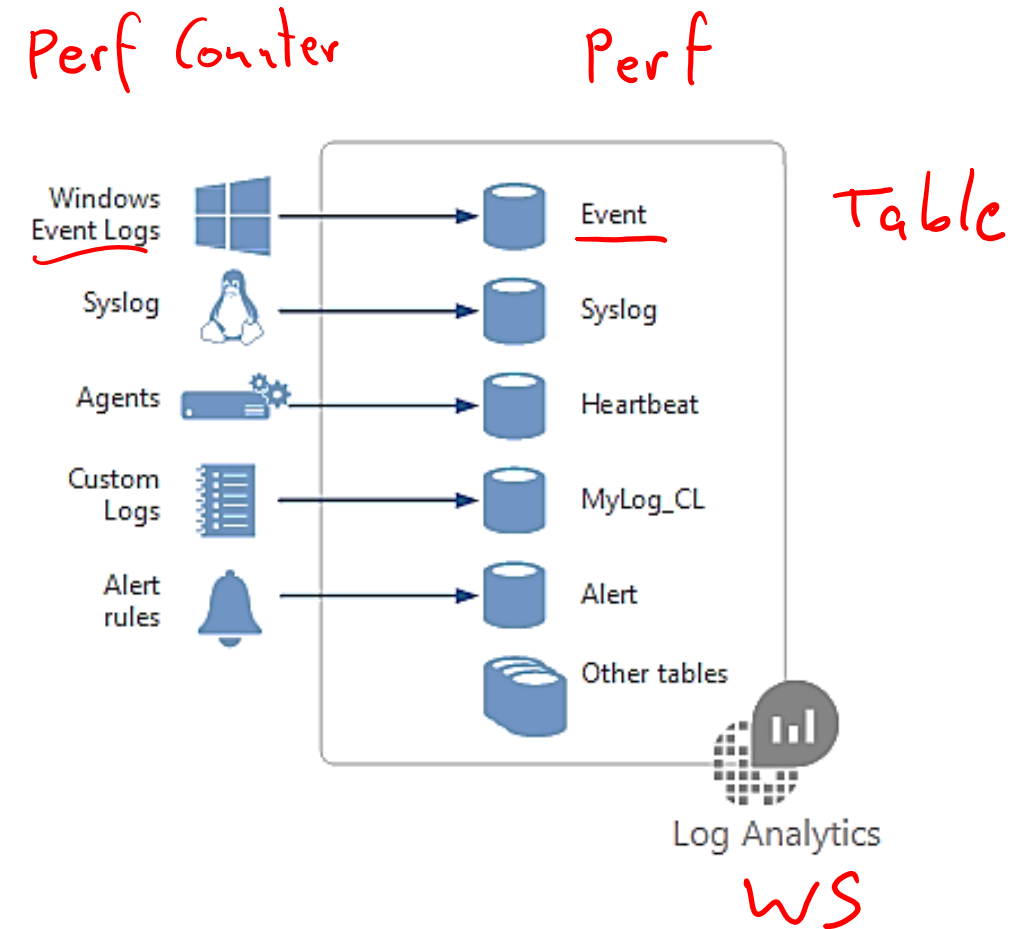 Perf Counter
Perf
Windows
Event Logs
Event
Table
Syslog
Syslog
Agents
Heartbeat
Custom
Logs
MyLog_CL
Alert
rules
Alert
Other tables
Log Analytics
WS